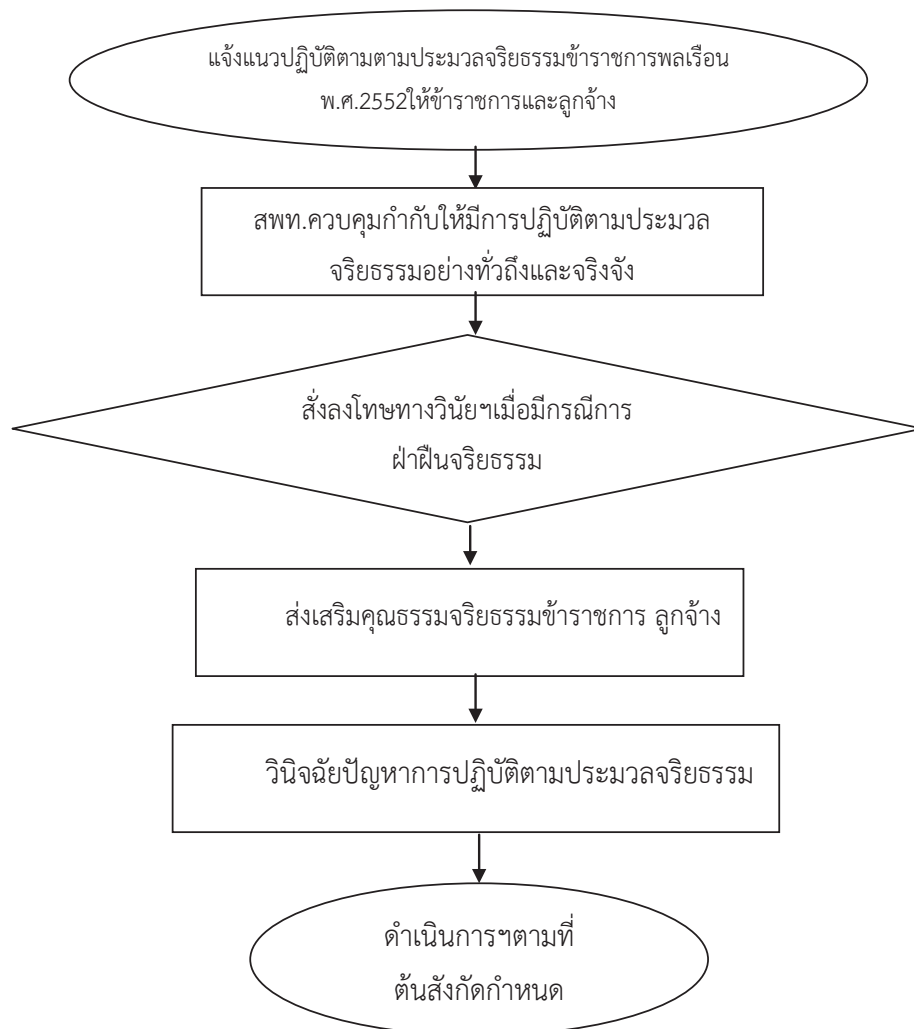 แจ้งแนวปฏิบัติตามตามประมวลจริยธรรมข้าราชการพลเรือน
พ.ศ.2552ให้ข้าราชการและลูกจ้าง
สพท.ควบคุมกำกับให้มีการปฏิบัติตามประมวล
จริยธรรมอย่างทั่วถึงและจริงจัง
สั่งลงโทษทางวินัยฯเมื่อมีกรณีการ
ฝ่าฝืนจริยธรรม
ส่งเสริมคุณธรรมจริยธรรมข้าราชการ ลูกจ้าง
วินิจฉัยปัญหาการปฏิบัติตามประมวลจริยธรรม
ดำเนินการฯตามที่
ต้นสังกัดกำหนด